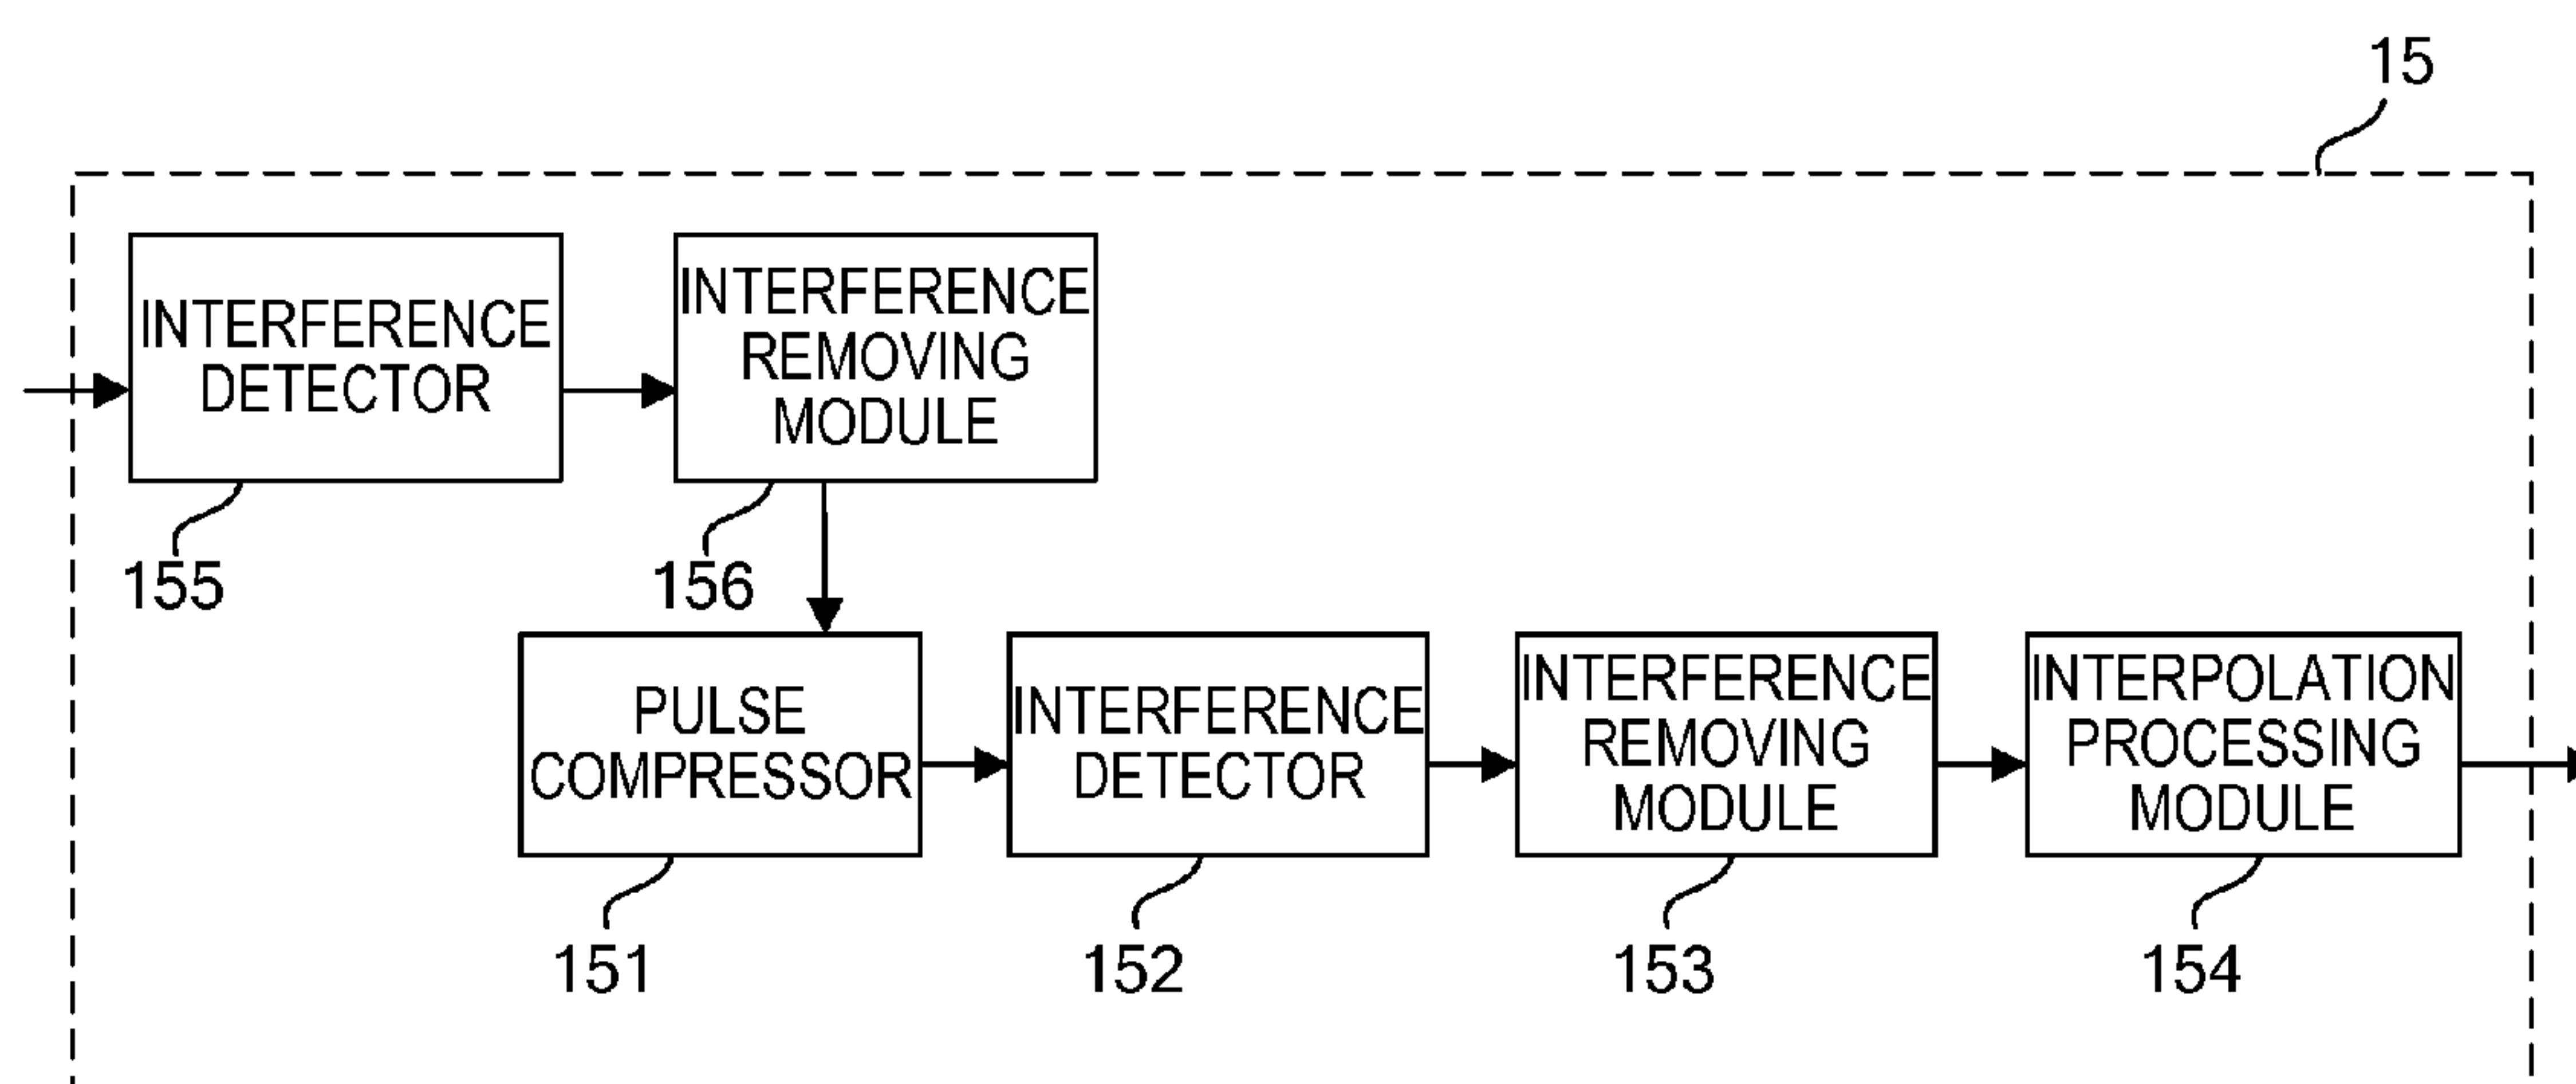 15
INTERFERENCE
DETECTOR
155
INTERFERENCE
REMOVING
MODULE
156
PULSE
COMPRESSOR
151
INTERFERENCE
DETECTOR
152
INTERFERENCE
REMOVING
MODULE
153
INTERPOLATION
PROCESSING
MODULE
154